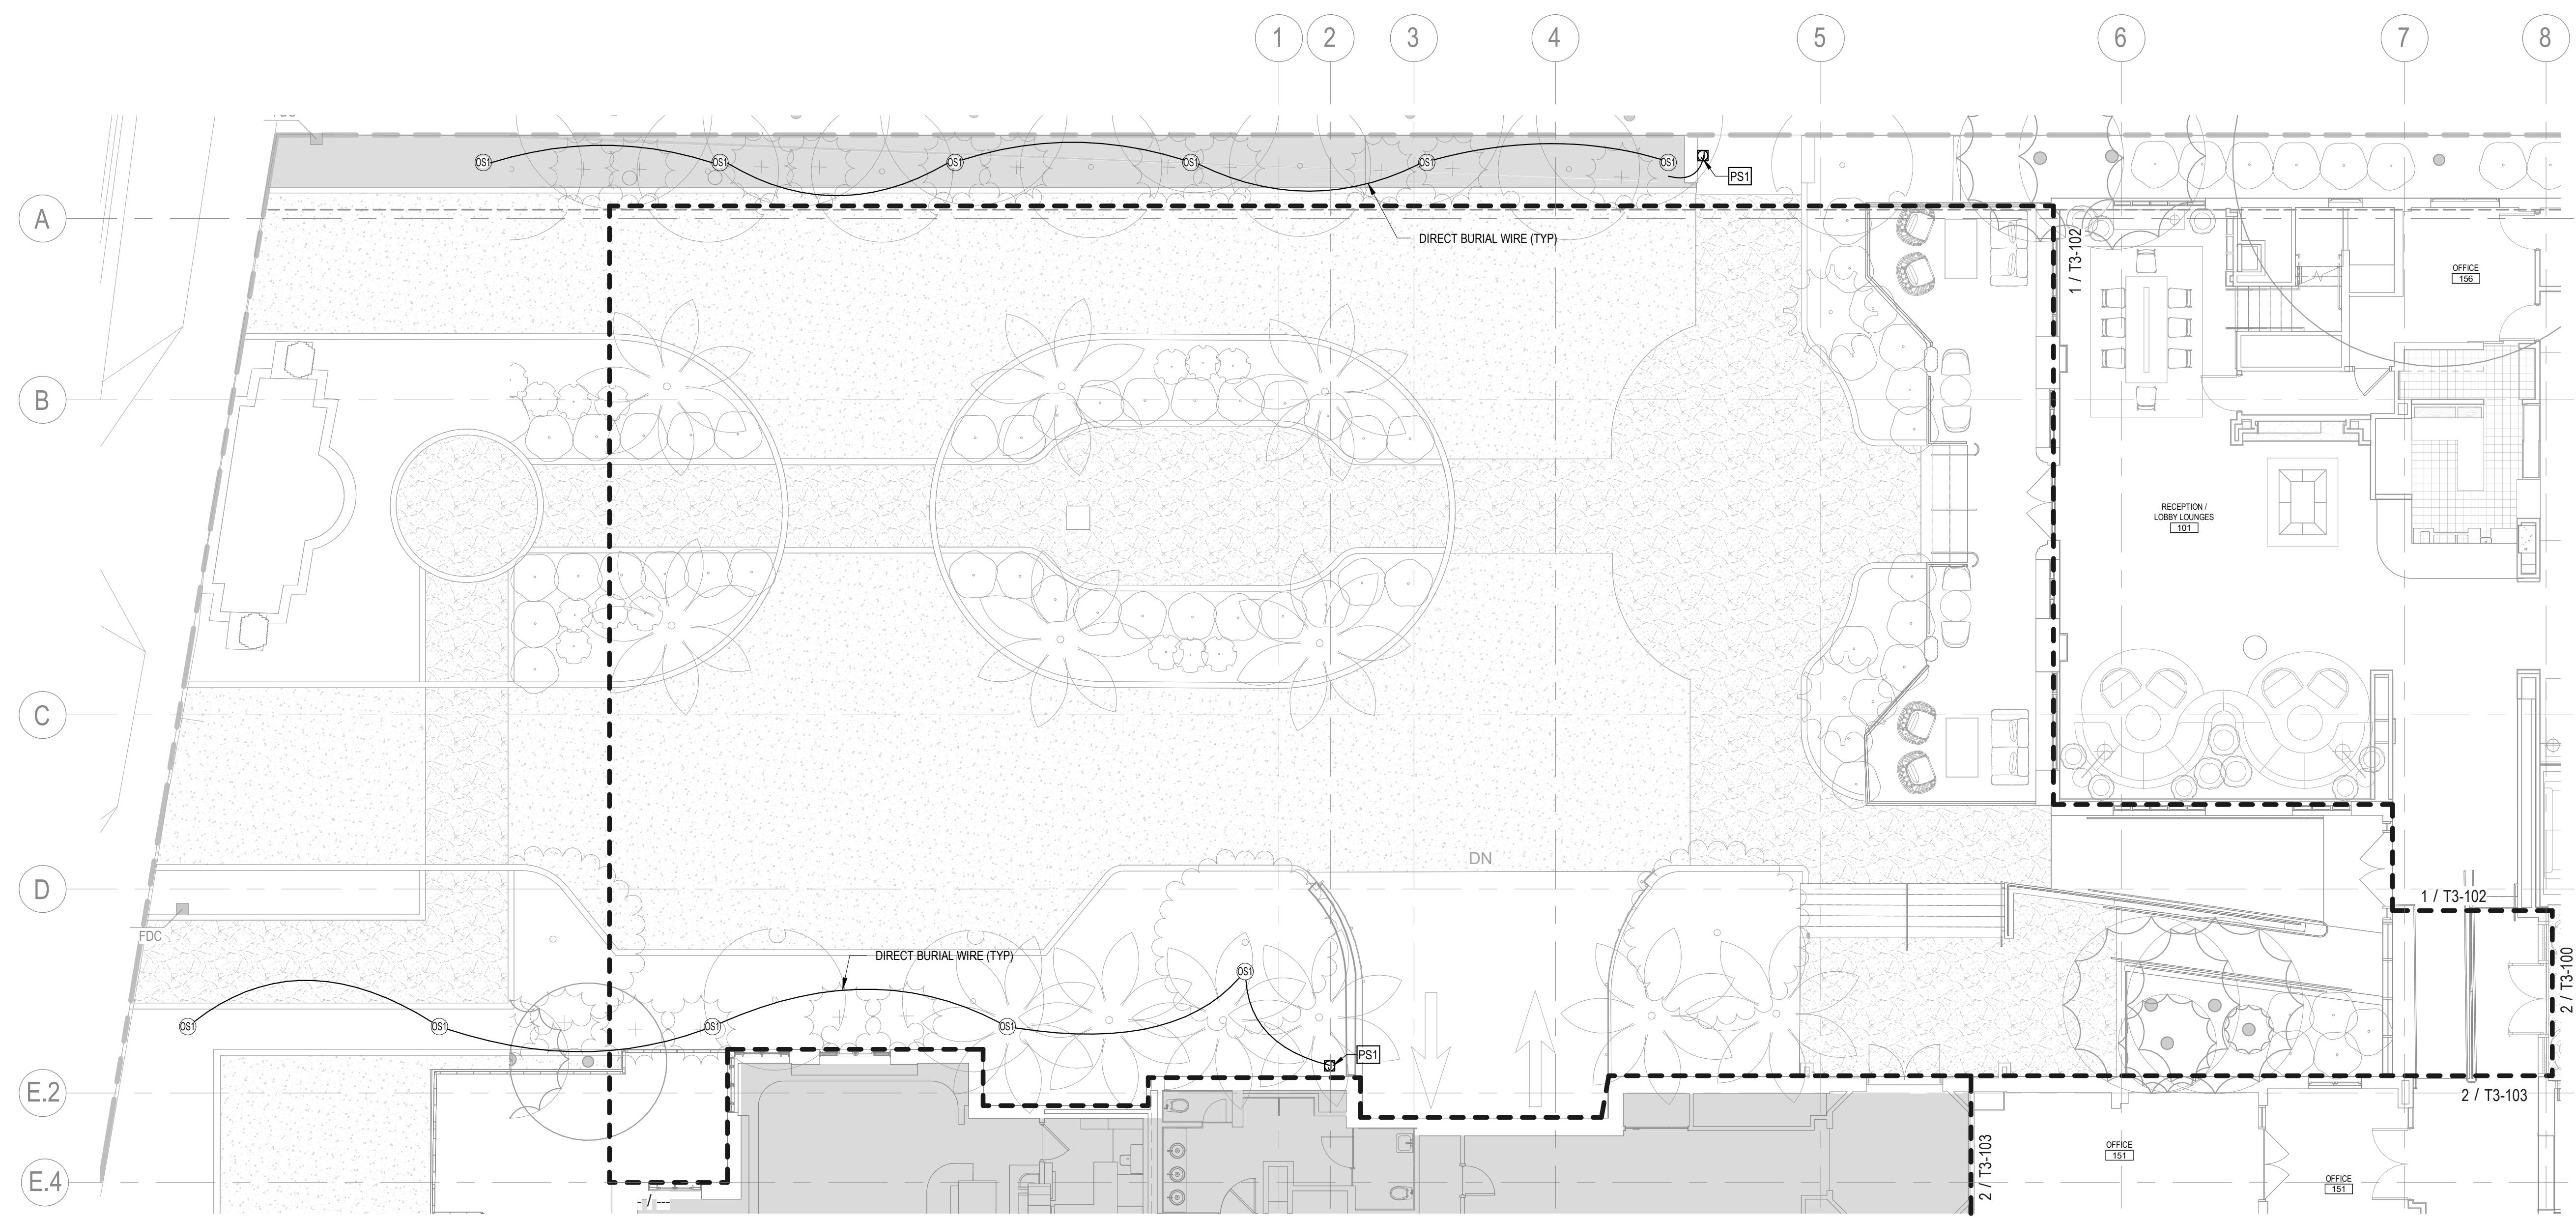 1
2
3
4
5
6
7
8
OS1
OS1
OS1
OS1
OS1
OS1
PS1
A
DIRECT BURIAL WIRE (TYP)
1 / T3-102
OFFICE
156
B
RECEPTION /
LOBBY LOUNGES
101
C
DN
D
1 / T3-102
FDC
DIRECT BURIAL WIRE (TYP)
OS1
2 / T3-100
OS1
OS1
OS1
OS1
PS1
E.2
2 / T3-103
OFFICE
151
2 / T3-103
E.4
OFFICE
151
-- / ---